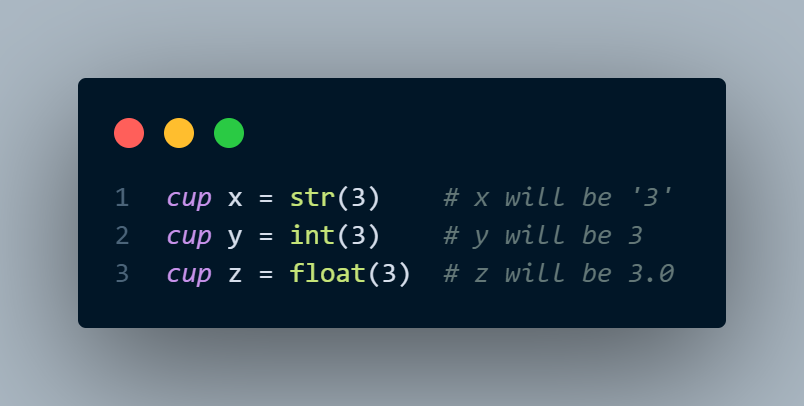 1 cup x = str(3)    # x will be '3'
2 cup y = int(3)    # y will be 3
3 cup z = float(3)  # z will be 3.0